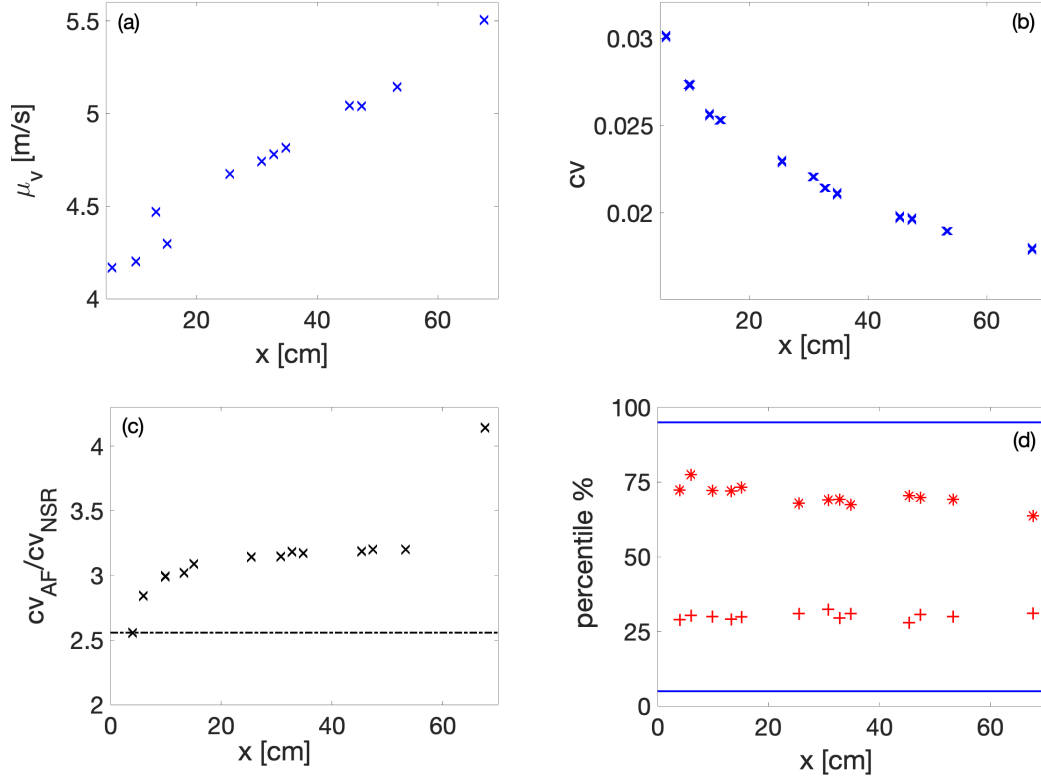 (a)
5.5
5
4.5
4
μv [m/s]
20 40 60
x [cm]
(b)
0.03
0.025
0.02
cv
20 40 60
x [cm]
(c)
4
3.5
3
2.5
2
cvAF/cvNSR
0 20 40 60
x [cm]
(d)
100
75
50
25
0
percentile %
0 20 40 60
x [cm]